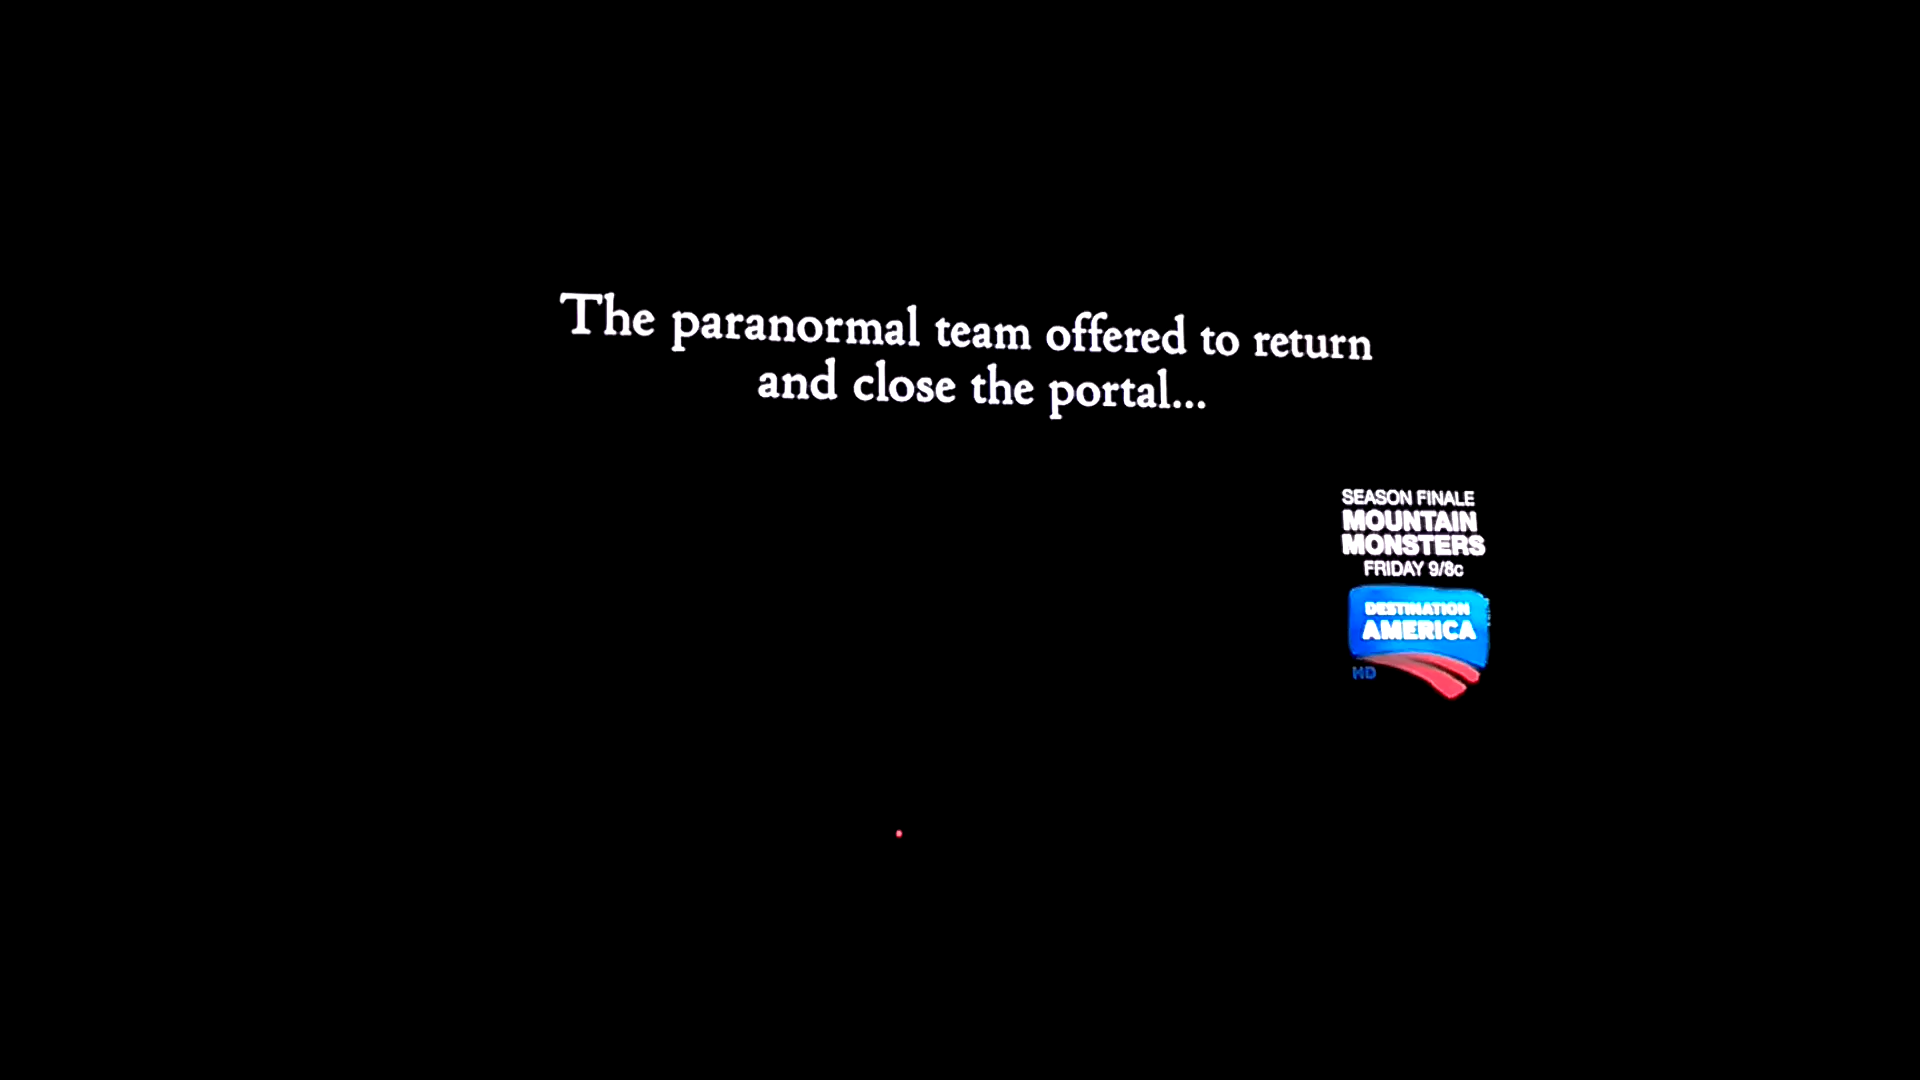 The paranormal team offered to return
and close the portal...
SEASON FINALE
MOUNTAIN
MONSTERS
FRIDAY 9/8c
DESTINATION
AMERICA
HD